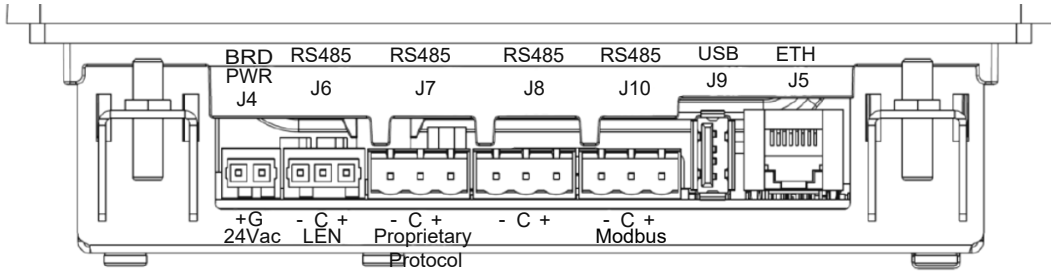 BRD RS485 RS485 RS485 RS485 USB ETH
PWR
J4 J6 J7 J8 J10 J9 J5
+G - C + - C + - C + - C +
24Vac LEN Proprietary Modbus
Protocol